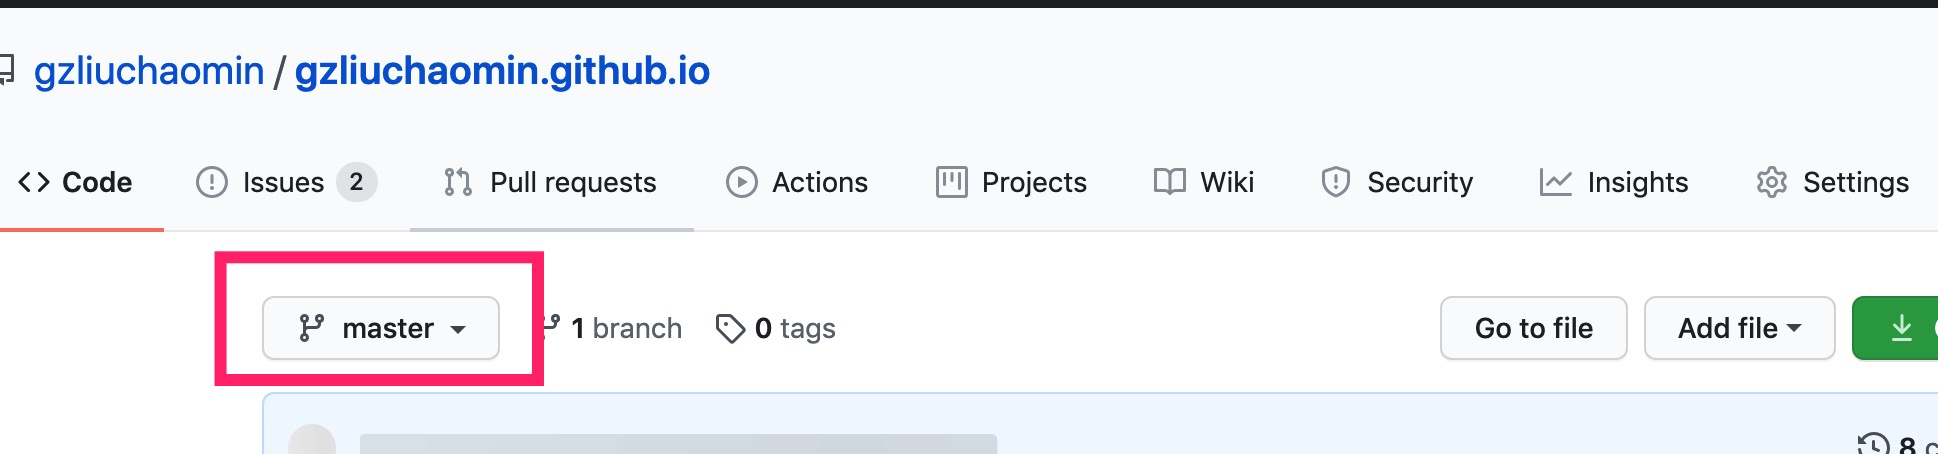 gzliuchaomin / gzliuchaomin.github.io
Code Issues 2 Pull requests Actions Projects Wiki Security Insights Settings
master 1 branch 0 tags Go to file Add file
8